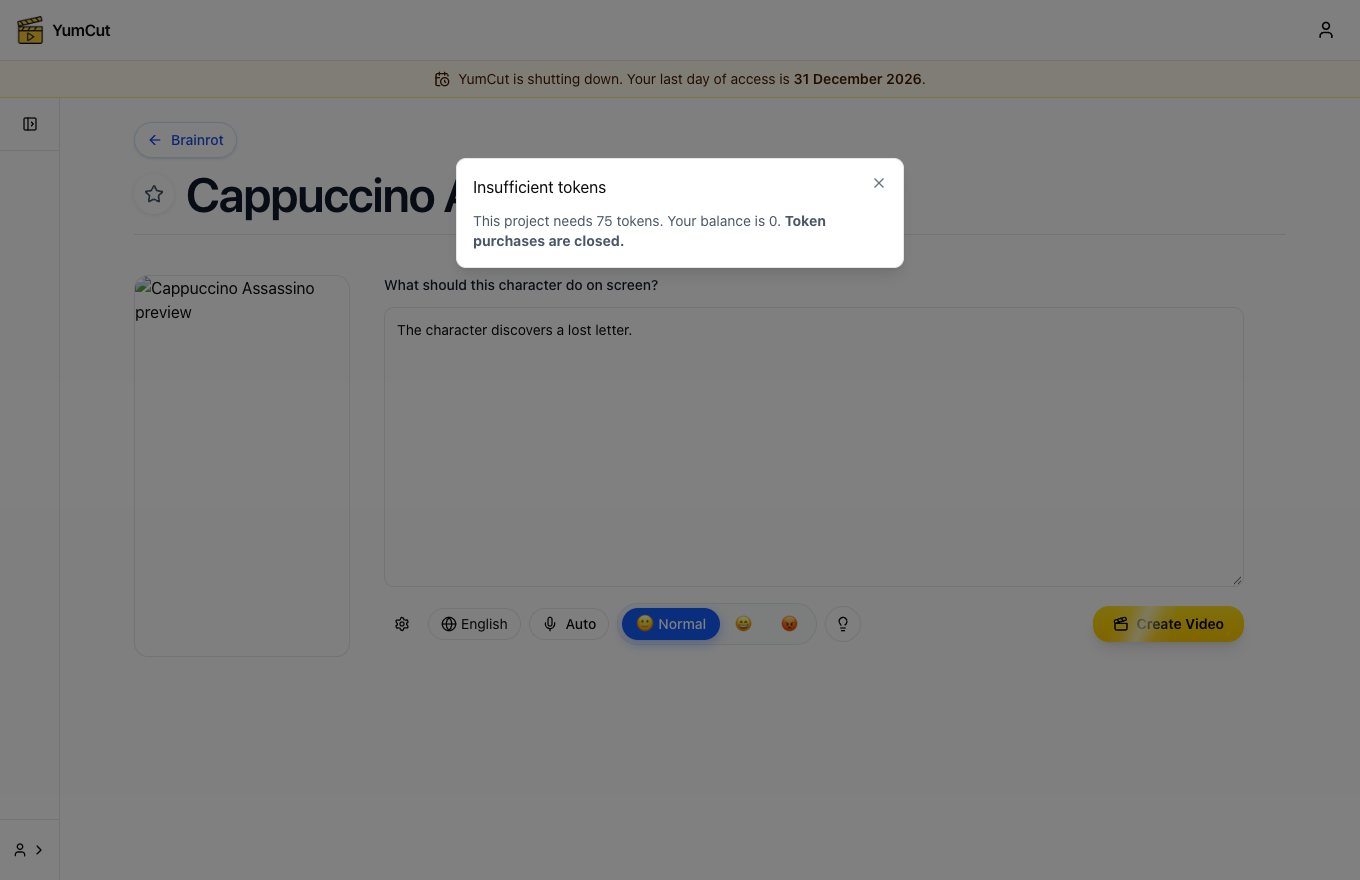 YumCut
YumCut is shutting down. Your last day of access is 31 December 2026.
Brainrot
Cappuccino
Insufficient tokens
This project needs 75 tokens. Your balance is 0. Token
purchases are closed.
Cappuccino Assassino
preview
What should this character do on screen?
The character discovers a lost letter.
English
Auto
Normal
Create Video